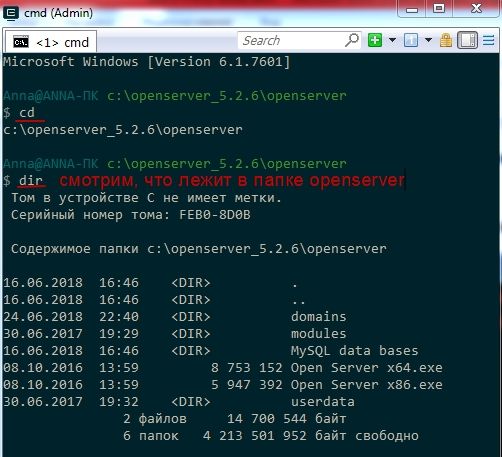 cmd (Admin)
<1> cmd
Search
Microsoft Windows [Version 6.1.7601]
Anna@ANNA-ПК c:\openserver_5.2.6\openserver
$ cd
c:\openserver_5.2.6\openserver
Anna@ANNA-ПК c:\openserver_5.2.6\openserver
$ dir смотрим, что лежит в папке openserver
Том в устройстве C не имеет метки.
Серийный номер тома: FEB0-8D0B
Содержимое папки c:\openserver_5.2.6\openserver
16.06.2018 16:46 <DIR> .
16.06.2018 16:46 <DIR> ..
24.06.2018 22:40 <DIR> domains
30.06.2017 19:29 <DIR> modules
16.06.2018 16:46 <DIR> MySQL data bases
08.10.2016 13:59 8 753 152 Open Server x64.exe
08.10.2016 13:59 5 947 392 Open Server x86.exe
30.06.2017 19:32 <DIR> userdata
2 файлов 14 700 544 байт
6 папок 4 213 501 952 байт свободно